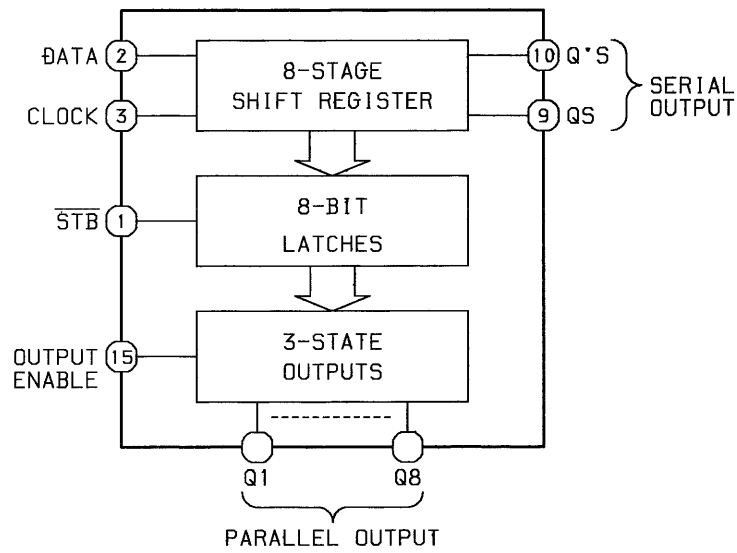 DATA 2
8-STAGE
SHIFT REGISTER
10 Q'S
CLOCK 3
9 QS
SERIAL
OUTPUT
STB 1
8-BIT
LATCHES
OUTPUT
ENABLE
15
3-STATE
OUTPUTS
Q1
Q8
PARALLEL OUTPUT